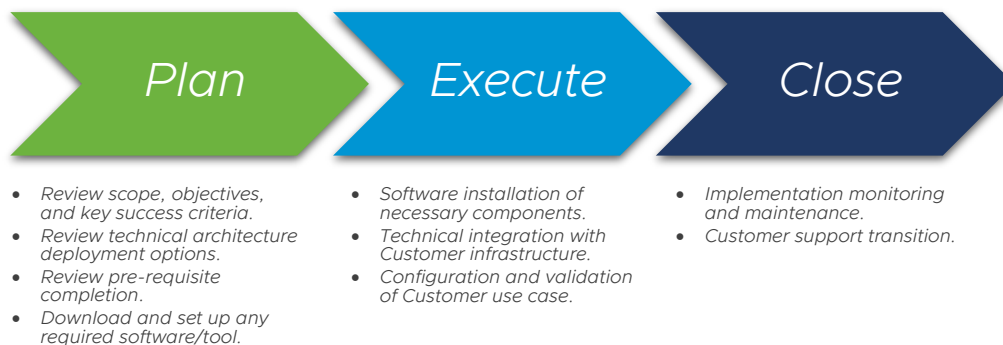 Plan
Execute
Close
• Review scope, objectives,
and key success criteria.
• Review technical architecture
deployment options.
• Review pre-requisite
completion.
• Download and set up any
required software/tool.
• Software installation of
necessary components.
• Technical integration with
Customer infrastructure.
• Configuration and validation
of Customer use case.
• Implementation monitoring
and maintenance.
• Customer support transition.